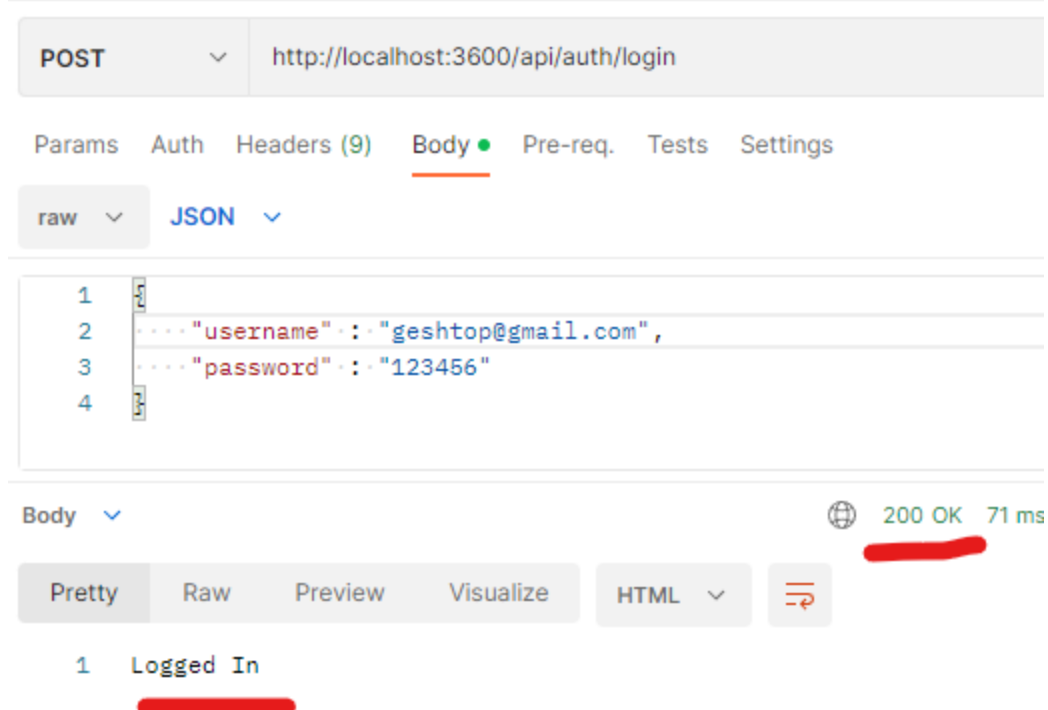 POST http://localhost:3600/api/auth/login
Params Auth Headers (9) Body Pre-req. Tests Settings
raw JSON
1 {
2 "username" : "geshtop@gmail.com",
3 "password" : "123456"
4 }
Body 200 OK 71 ms
Pretty Raw Preview Visualize HTML
1 Logged In